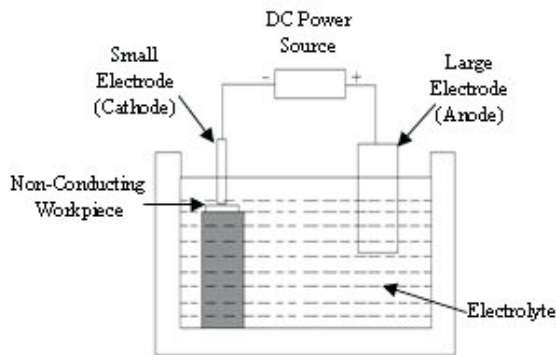 DC Power
Source
Small
Electrode
(Cathode)
-
+
Large
Electrode
(Anode)
Non-Conducting
Workpiece
Electrolyte